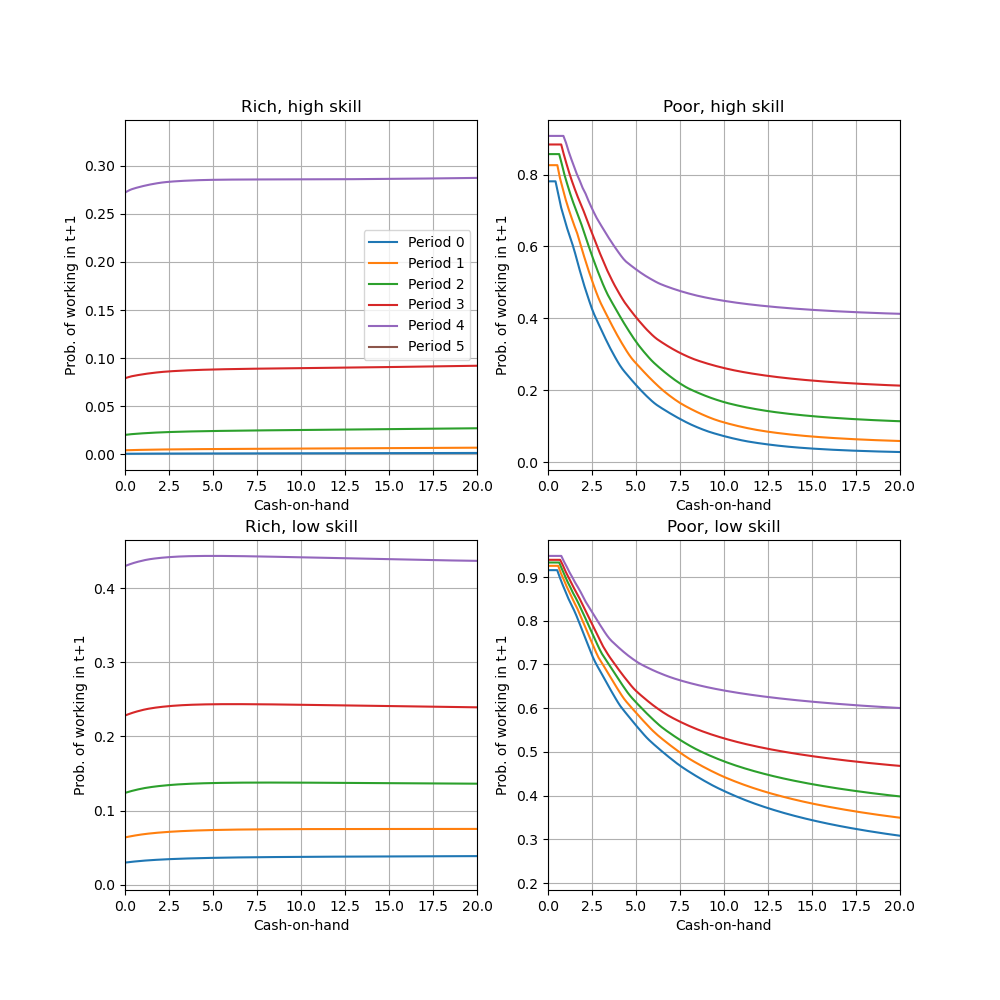 Rich, high skill
Prob. of working in t+1
0.30
0.25
0.20
0.15
0.10
0.05
0.00
Period 0
Period 1
Period 2
Period 3
Period 4
Period 5
0.0 2.5 5.0 7.5 10.0 12.5 15.0 17.5 20.0
Cash-on-hand
Poor, high skill
Prob. of working in t+1
0.8
0.6
0.4
0.2
0.0
0.0 2.5 5.0 7.5 10.0 12.5 15.0 17.5 20.0
Cash-on-hand
Rich, low skill
Prob. of working in t+1
0.4
0.3
0.2
0.1
0.0
0.0 2.5 5.0 7.5 10.0 12.5 15.0 17.5 20.0
Cash-on-hand
Poor, low skill
Prob. of working in t+1
0.9
0.8
0.7
0.6
0.5
0.4
0.3
0.2
0.0 2.5 5.0 7.5 10.0 12.5 15.0 17.5 20.0
Cash-on-hand